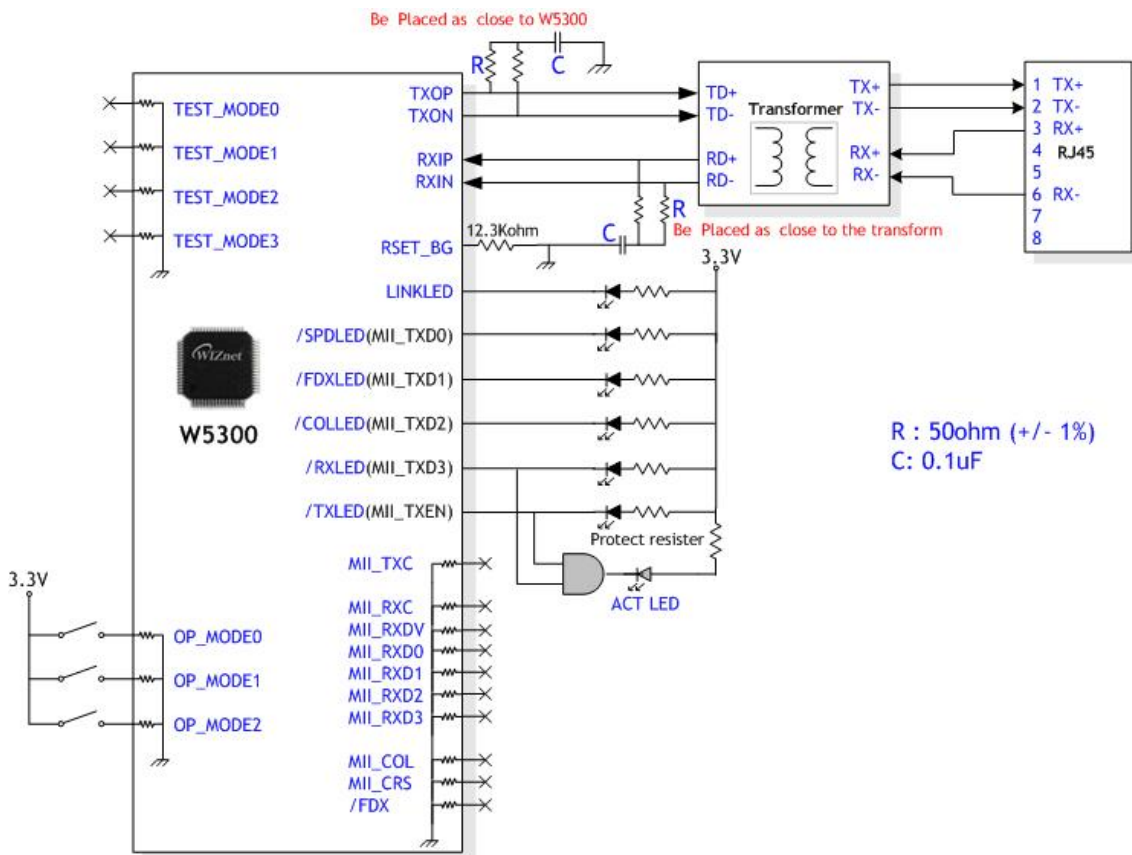 Be Placed as close to W5300
R
C
TXOP
TXON
RXIP
RXIN
RSET_BG
12.3Kohm
LINKLED
/SPDLED(MII_TXD0)
/FDXLED(MII_TXD1)
/COLLED(MII_TXD2)
/RXLED(MII_TXD3)
/TXLED(MII_TXEN)
MII_TXC
MII_RXC
MII_RXDV
MII_RXD0
MII_RXD1
MII_RXD2
MII_RXD3
MII_COL
MII_CRS
/FDX
TEST_MODE0
TEST_MODE1
TEST_MODE2
TEST_MODE3
WIZnet
W5300
3.3V
OP_MODE0
OP_MODE1
OP_MODE2
TD+
TD-
RD+
RD-
Transformer
TX+
TX-
RX+
RX-
1 TX+
2 TX-
3 RX+
4
RJ45
5
6 RX-
7
8
R
C
Be Placed as close to the transform
3.3V
Protect resister
ACT LED
R : 50ohm (+/- 1%)
C: 0.1uF